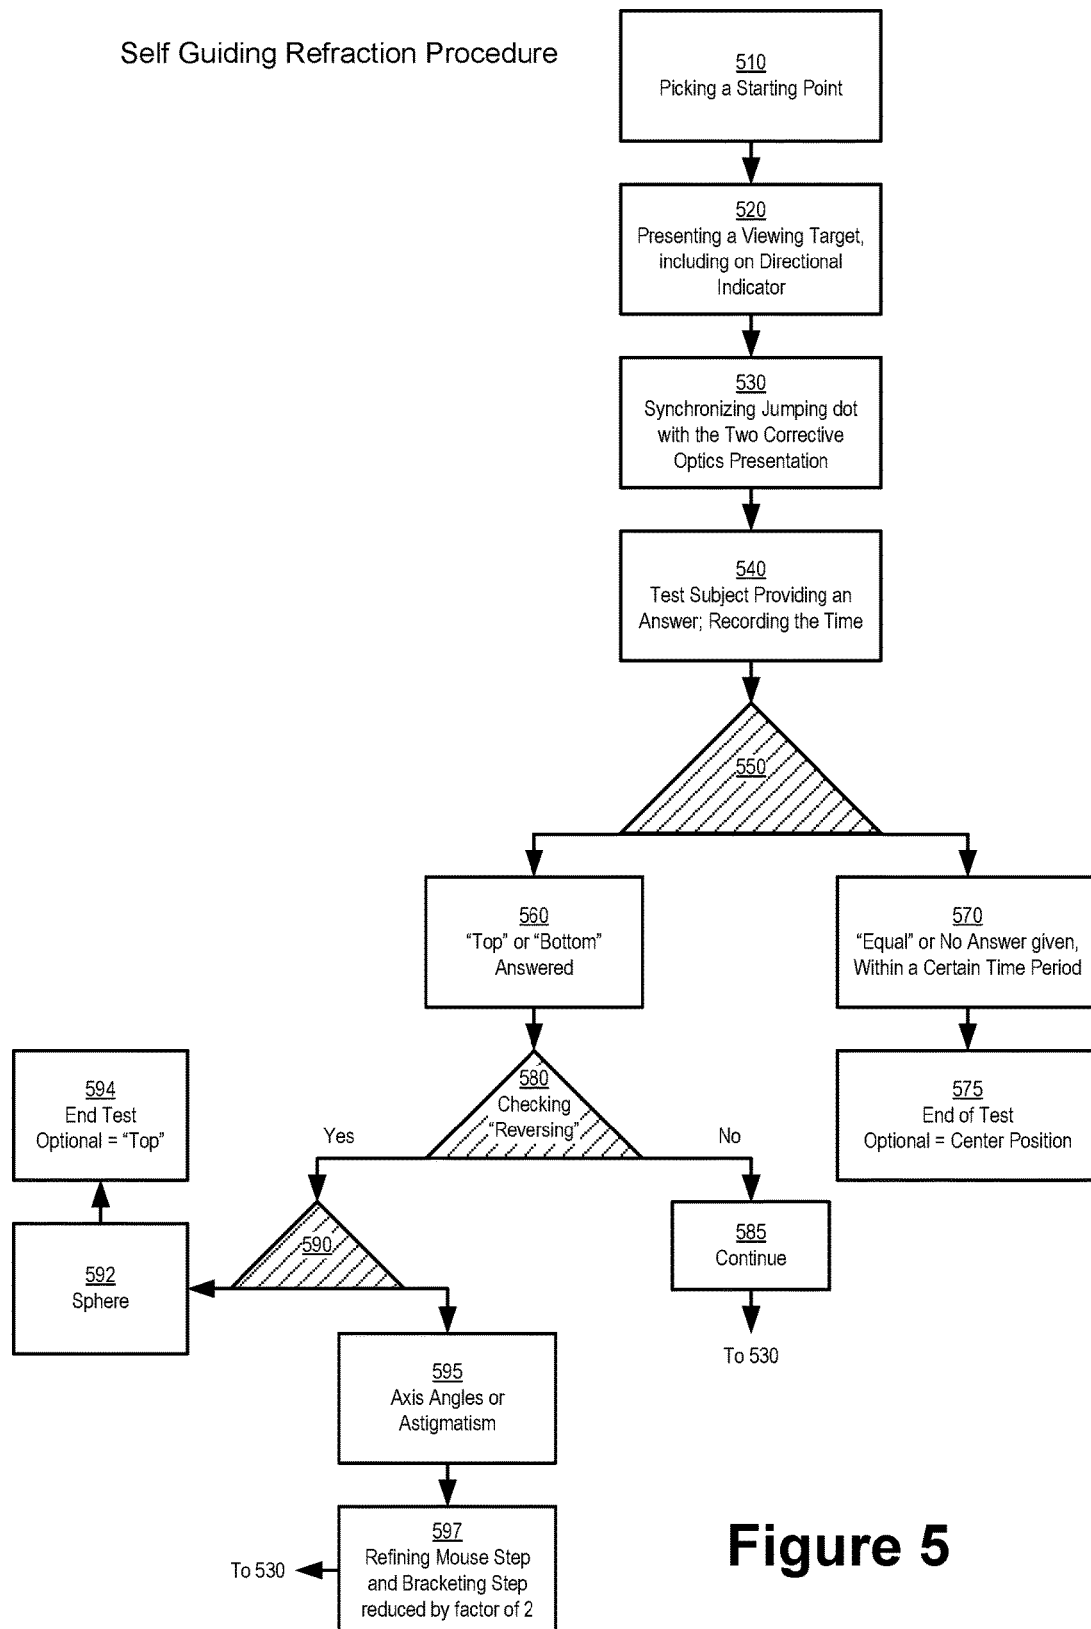 Self Guiding Refraction Procedure
510
Picking a Starting Point
520
Presenting a Viewing Target,
including on Directional
Indicator
530
Synchronizing Jumping dot
with the Two Corrective
Optics Presentation
540
Test Subject Providing an
Answer; Recording the Time
550
560
“Top” or “Bottom”
Answered
570
“Equal” or No Answer given,
Within a Certain Time Period
575
End of Test
Optional = Center Position
580
Checking
“Reversing”
Yes
No
585
Continue
To 530
590
592
Sphere
594
End Test
Optional = “Top”
595
Axis Angles or
Astigmatism
597
Refining Mouse Step
and Bracketing Step
reduced by factor of 2
To 530
Figure 5